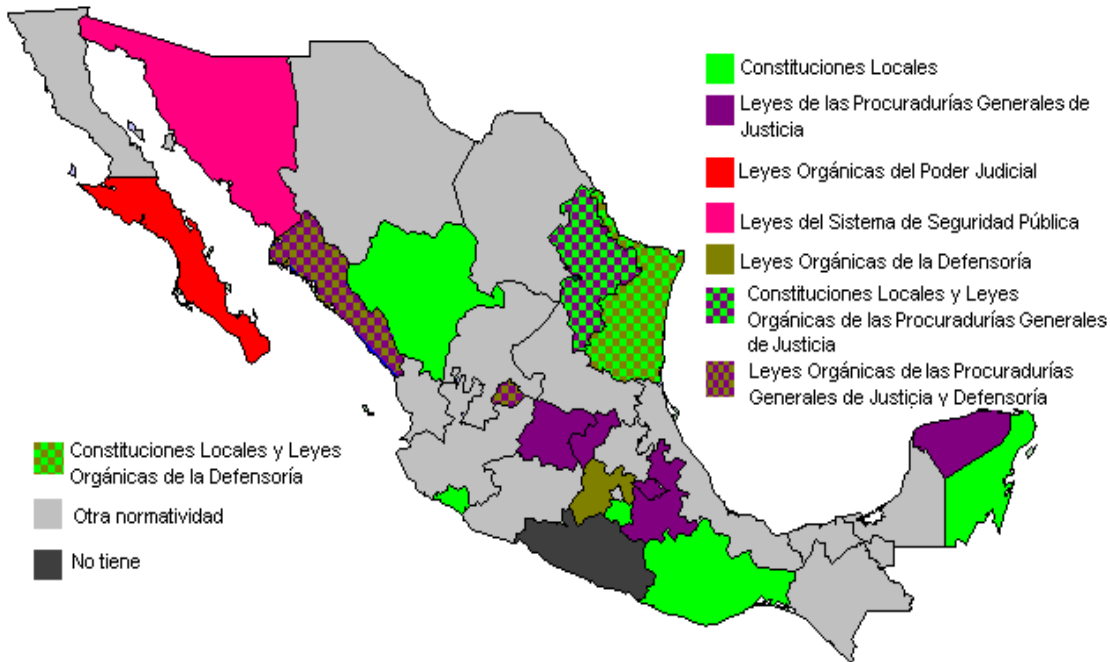 Constituciones Locales
Leyes de las Procuradurías Generales de
Justicia
Leyes Orgánicas del Poder Judicial
Leyes del Sistema de Seguridad Pública
Leyes Orgánicas de la Defensoría
Constituciones Locales y Leyes
Orgánicas de las Procuradurías Generales
de Justicia
Leyes Orgánicas de las Procuradurías
Generales de Justicia y Defensoría
Constituciones Locales y Leyes
Orgánicas de la Defensoría
Otra normatividad
No tiene